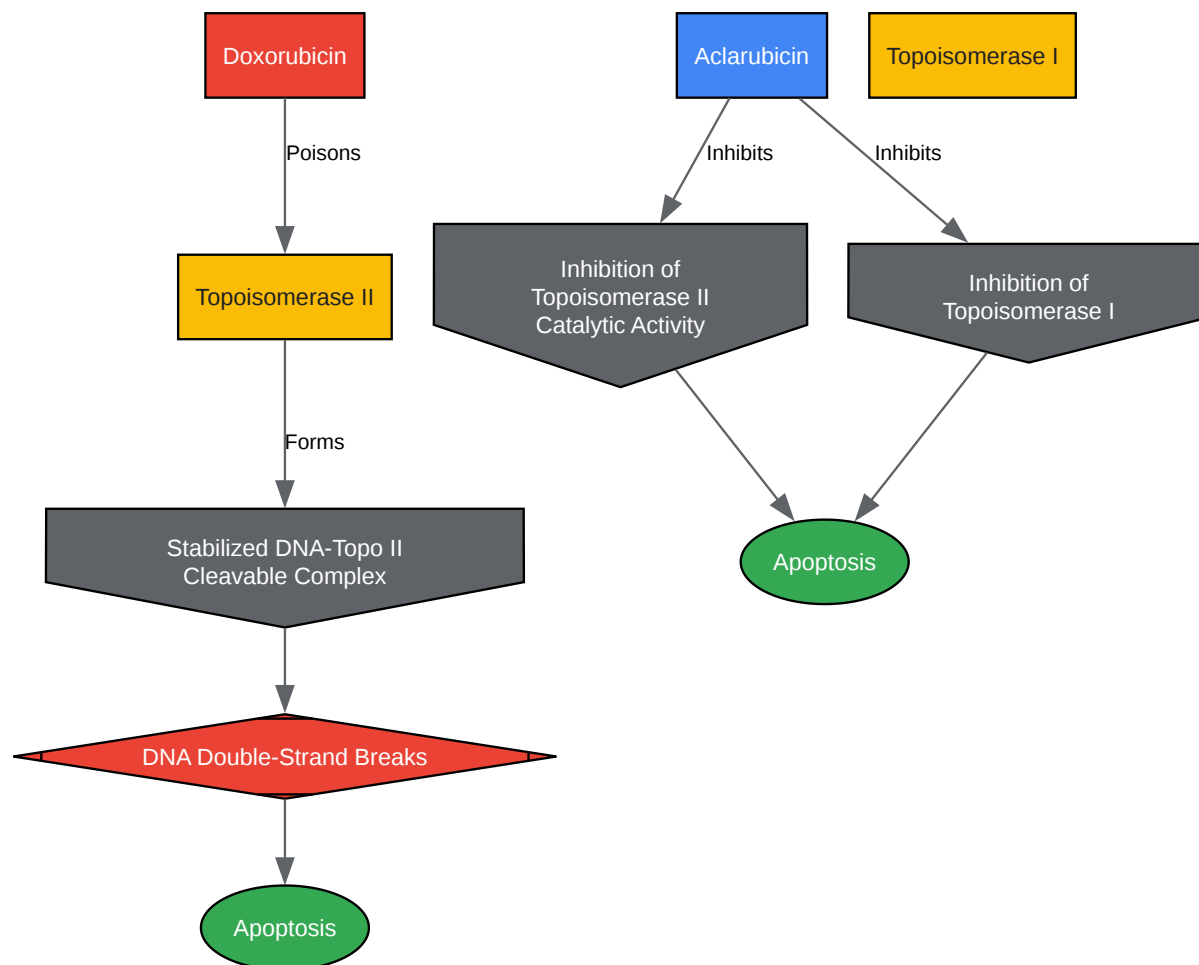 Doxorubicin
Aclarubicin
Topoisomerase I
Poisons
Inhibits
Inhibits
Topoisomerase II
Inhibition of
Topoisomerase II
Catalytic Activity
Inhibition of
Topoisomerase I
Forms
Stabilized DNA-Topo II
Cleavable Complex
Apoptosis
DNA Double-Strand Breaks
Apoptosis